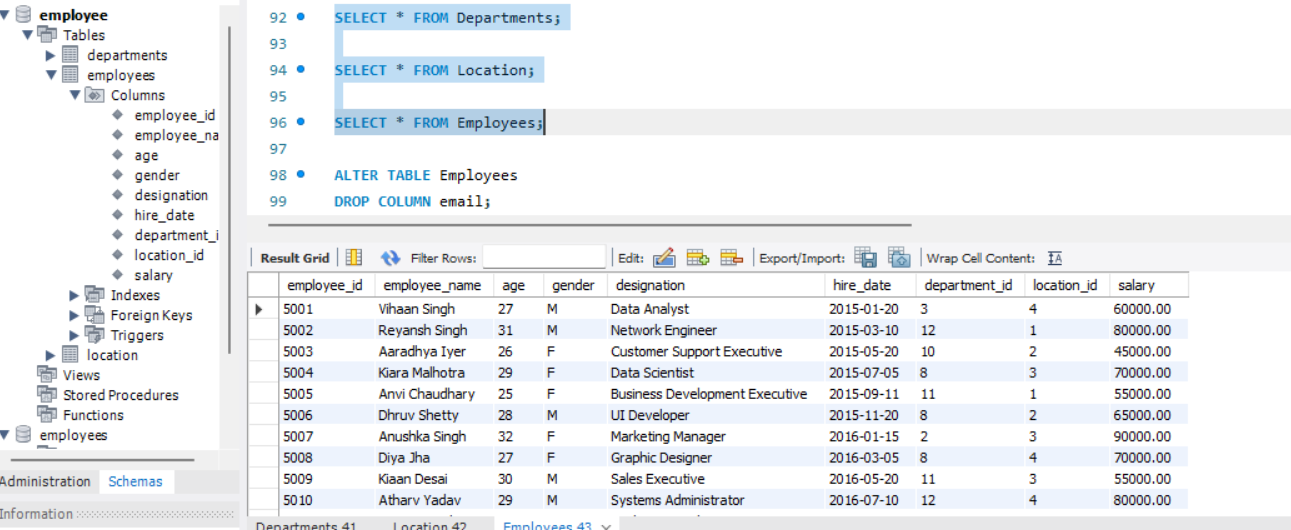 employee
Tables
departments
employees
Columns
employee_id
employee_na
age
gender
designation
hire_date
department_i
location_id
salary
Indexes
Foreign Keys
Triggers
location
Views
Stored Procedures
Functions
employees
Administration Schemas
Information
92 SELECT * FROM Departments;
93
94 SELECT * FROM Location;
95
96 SELECT * FROM Employees;
97
98 ALTER TABLE Employees
99 DROP COLUMN email;
Result Grid Filter Rows: Edit: Export/Import: Wrap Cell Content: IA
employee_id employee_name age gender designation hire_date department_id location_id salary
5001 Vihaan Singh 27 M Data Analyst 2015-01-20 3 4 60000.00
5002 Reyansh Singh 31 M Network Engineer 2015-03-10 12 1 80000.00
5003 Aaradhya Iyer 26 F Customer Support Executive 2015-05-20 10 2 45000.00
5004 Kiara Malhotra 29 F Data Scientist 2015-07-05 8 3 70000.00
5005 Anvi Chaudhary 25 F Business Development Executive 2015-09-11 11 1 55000.00
5006 Dhruv Shetty 28 M UI Developer 2015-11-20 8 2 65000.00
5007 Anushka Singh 32 F Marketing Manager 2016-01-15 2 3 90000.00
5008 Diya Jha 27 F Graphic Designer 2016-03-05 8 4 70000.00
5009 Kiaan Desai 30 M Sales Executive 2016-05-20 11 3 55000.00
5010 Atharv Yadav 29 M Systems Administrator 2016-07-10 12 4 80000.00
Departments 41 Location 42 Employees 43